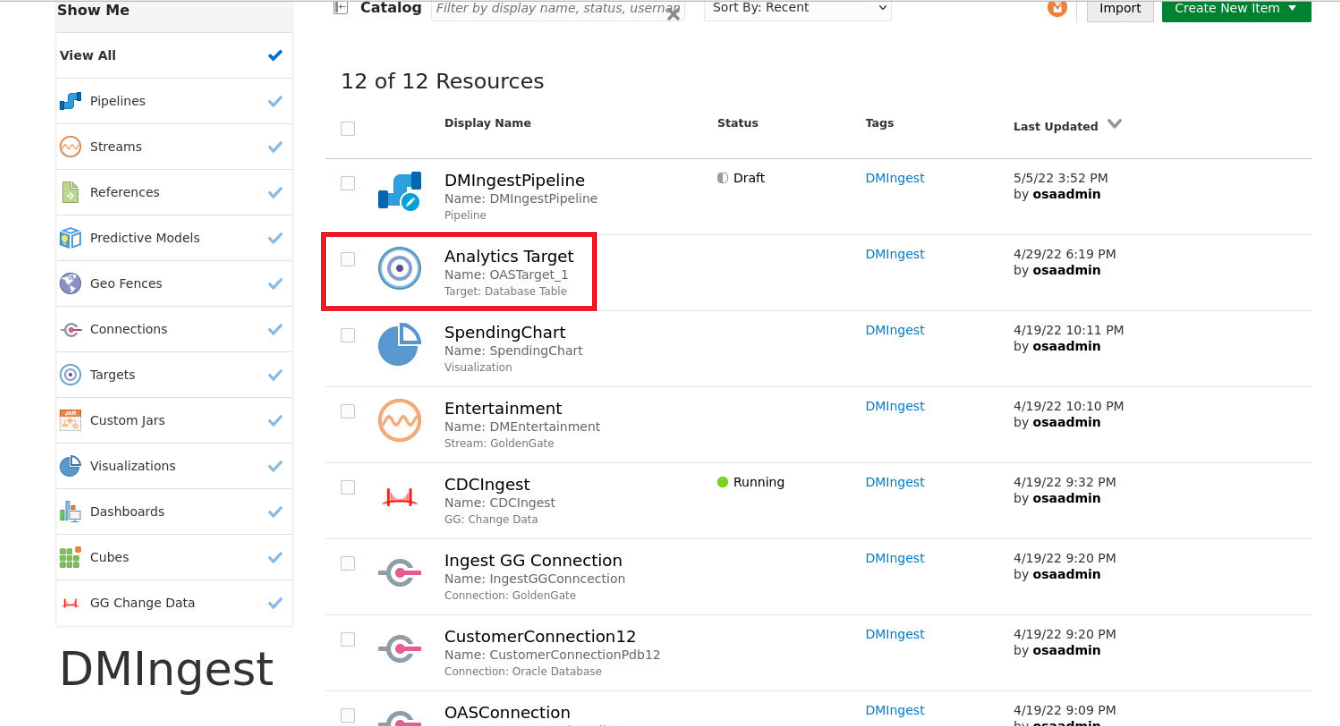 Show Me
View All
Pipelines
Streams
References
Predictive Models
Geo Fences
Connections
Targets
Custom Jars
Visualizations
Dashboards
Cubes
GG Change Data
DMIngest
Catalog
Filter by display name, status, usernan
Sort By: Recent
Import
Create New Item
12 of 12 Resources
Display Name Status Tags Last Updated
DMIngestPipeline Draft DMIngest 5/5/22 3:52 PM
Name: DMIngestPipeline by osaadmin
Pipeline
Analytics Target DMIngest 4/29/22 6:19 PM
Name: OASTarget_1 by osaadmin
Target: Database Table
SpendingChart DMIngest 4/19/22 10:11 PM
Name: SpendingChart by osaadmin
Visualization
Entertainment DMIngest 4/19/22 10:10 PM
Name: DMEntertainment by osaadmin
Stream: GoldenGate
CDCIngest Running DMIngest 4/19/22 9:32 PM
Name: CDCIngest by osaadmin
GG: Change Data
Ingest GG Connection DMIngest 4/19/22 9:20 PM
Name: IngestGGConncection by osaadmin
Connection: GoldenGate
CustomerConnection12 DMIngest 4/19/22 9:20 PM
Name: CustomerConnectionPdb12 by osaadmin
Connection: Oracle Database
OASConnection DMIngest 4/19/22 9:09 PM
by osaadmin